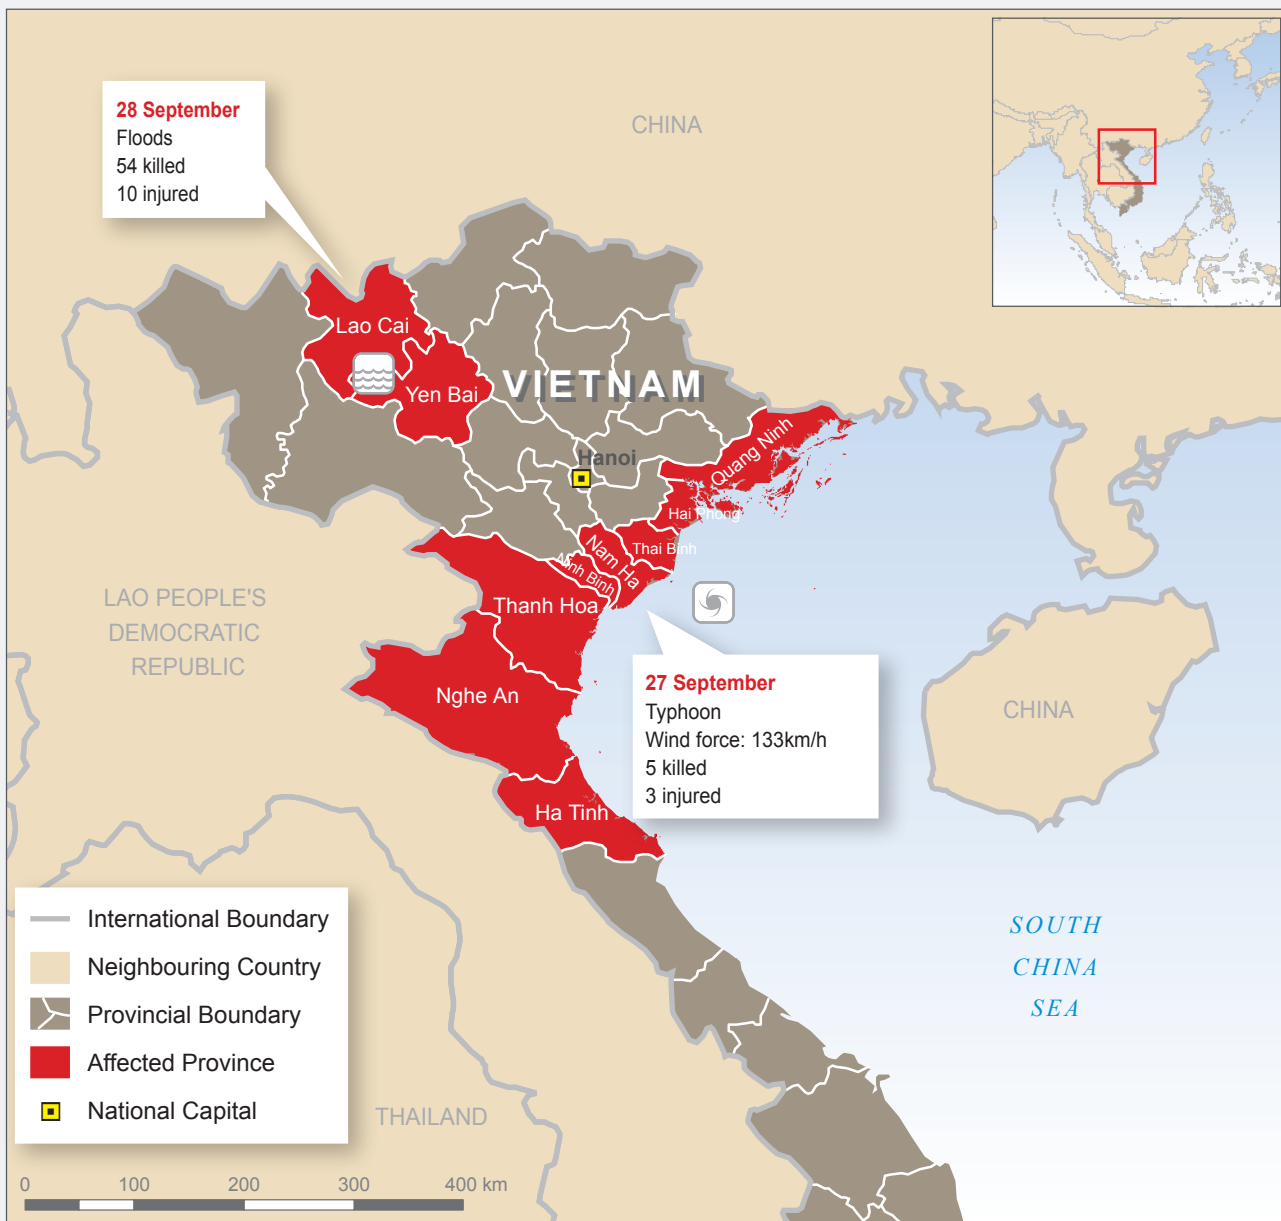 28 September
Floods
54 killed
10 injured
CHINA
Lao Cai
Yen Bai
VIETNAM
Hanoi
Quang Ninh
Hai Phong
Thai Binh
Nam Ha
Ninh Binh
Thanh Hoa
LAO PEOPLE'S
DEMOCRATIC
REPUBLIC
Nghe An
27 September
Typhoon
Wind force: 133km/h
5 killed
3 injured
CHINA
Ha Tinh
SOUTH
CHINA
SEA
International Boundary
Neighbouring Country
Provincial Boundary
Affected Province
National Capital
THAILAND
0 100 200 300 400 km